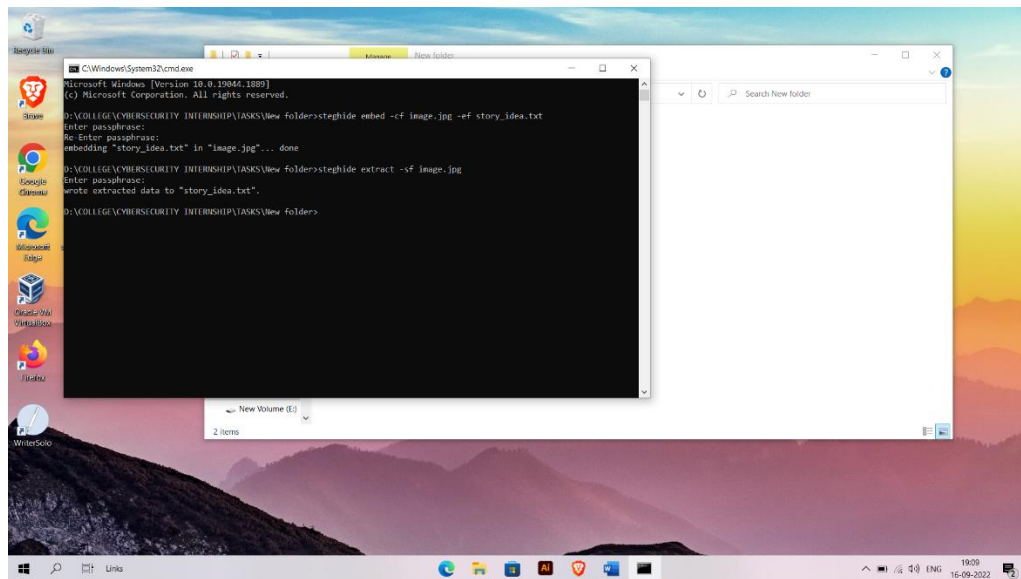 Recycle Bin
Manage
New folder
C:\Windows\System32\cmd.exe
Microsoft Windows [Version 10.0.19044.1889]
(c) Microsoft Corporation. All rights reserved.
D:\COLLEGE\CYBERSECURITY INTERNSHIP\TASKS\New folder>steghide embed -cf image.jpg -ef story_idea.txt
Enter passphrase:
Re-Enter passphrase:
embedding "story_idea.txt" in "image.jpg"... done
D:\COLLEGE\CYBERSECURITY INTERNSHIP\TASKS\New folder>steghide extract -sf image.jpg
Enter passphrase:
wrote extracted data to "story_idea.txt".
D:\COLLEGE\CYBERSECURITY INTERNSHIP\TASKS\New folder>
Search New folder
Brave
Google
Chrome
Microsoft
Edge
Oracle VM
VirtualBox
Firefox
WriterSolo
New Volume (E:)
2 items
Links
Ai
W
ENG
19:09
16-09-2022
2